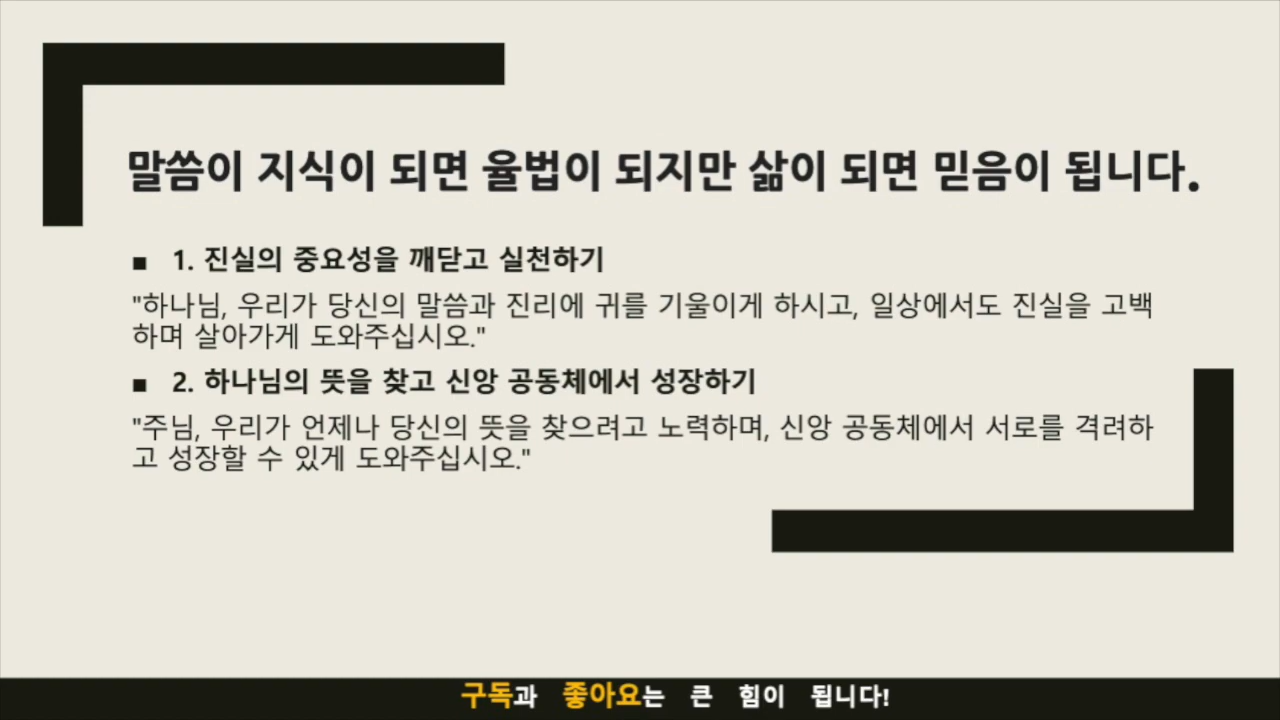 말씀이 지식이 되면 율법이 되지만 삶이 되면 믿음이 됩니다.
■ 1. 진실의 중요성을 깨닫고 실천하기
"하나님, 우리가 당신의 말씀과 진리에 귀를 기울이게 하시고, 일상에서도 진실을 고백
하며 살아가게 도와주십시오."
■ 2. 하나님의 뜻을 찾고 신앙 공동체에서 성장하기
"주님, 우리가 언제나 당신의 뜻을 찾으려고 노력하며, 신앙 공동체에서 서로를 격려하
고 성장할 수 있게 도와주십시오."
구독과 좋아요는 큰 힘이 됩니다!